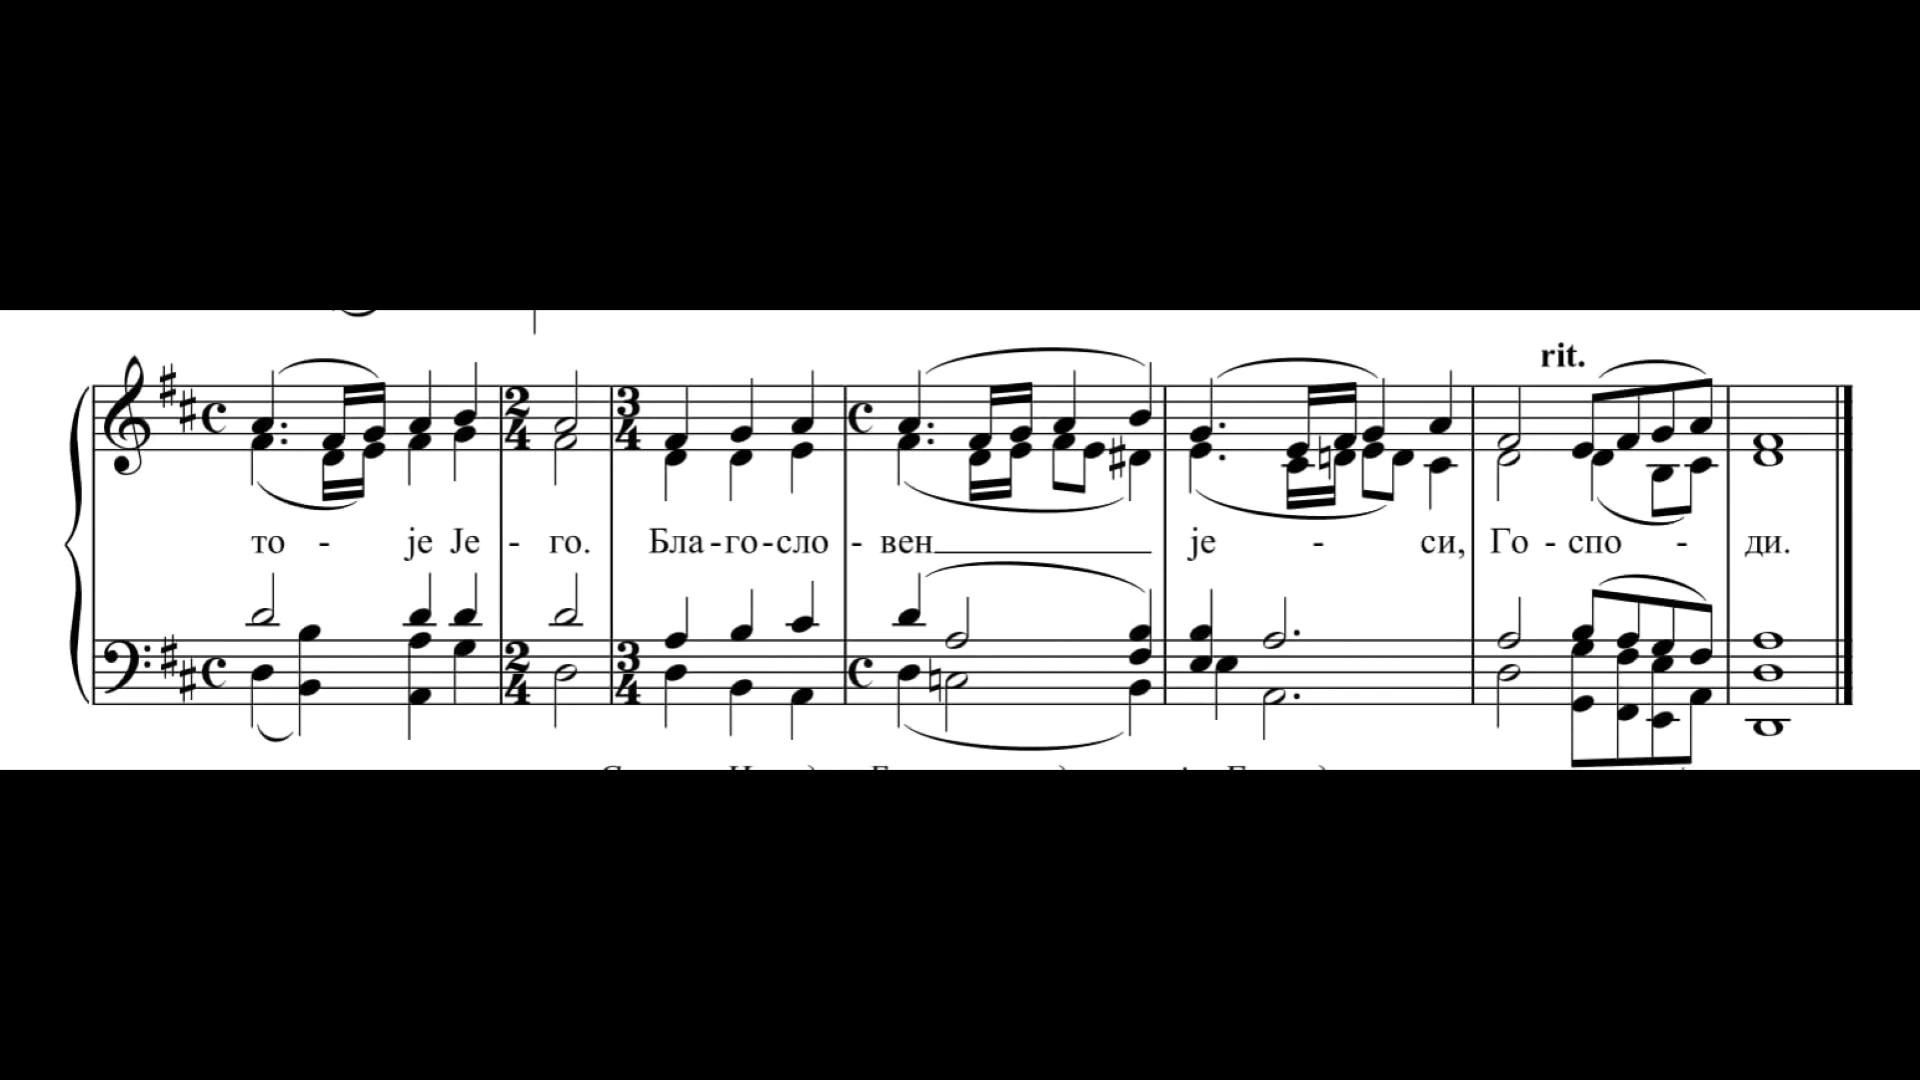 rit.
то - је Је - го. Бла - го - сло - вен је - си, Го - спо - ди.